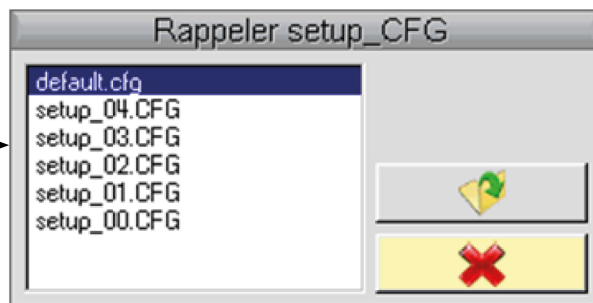 Rappeler setup_CFG
default.cfg
setup_04.CFG
setup_03.CFG
setup_02.CFG
setup_01.CFG
setup_00.CFG